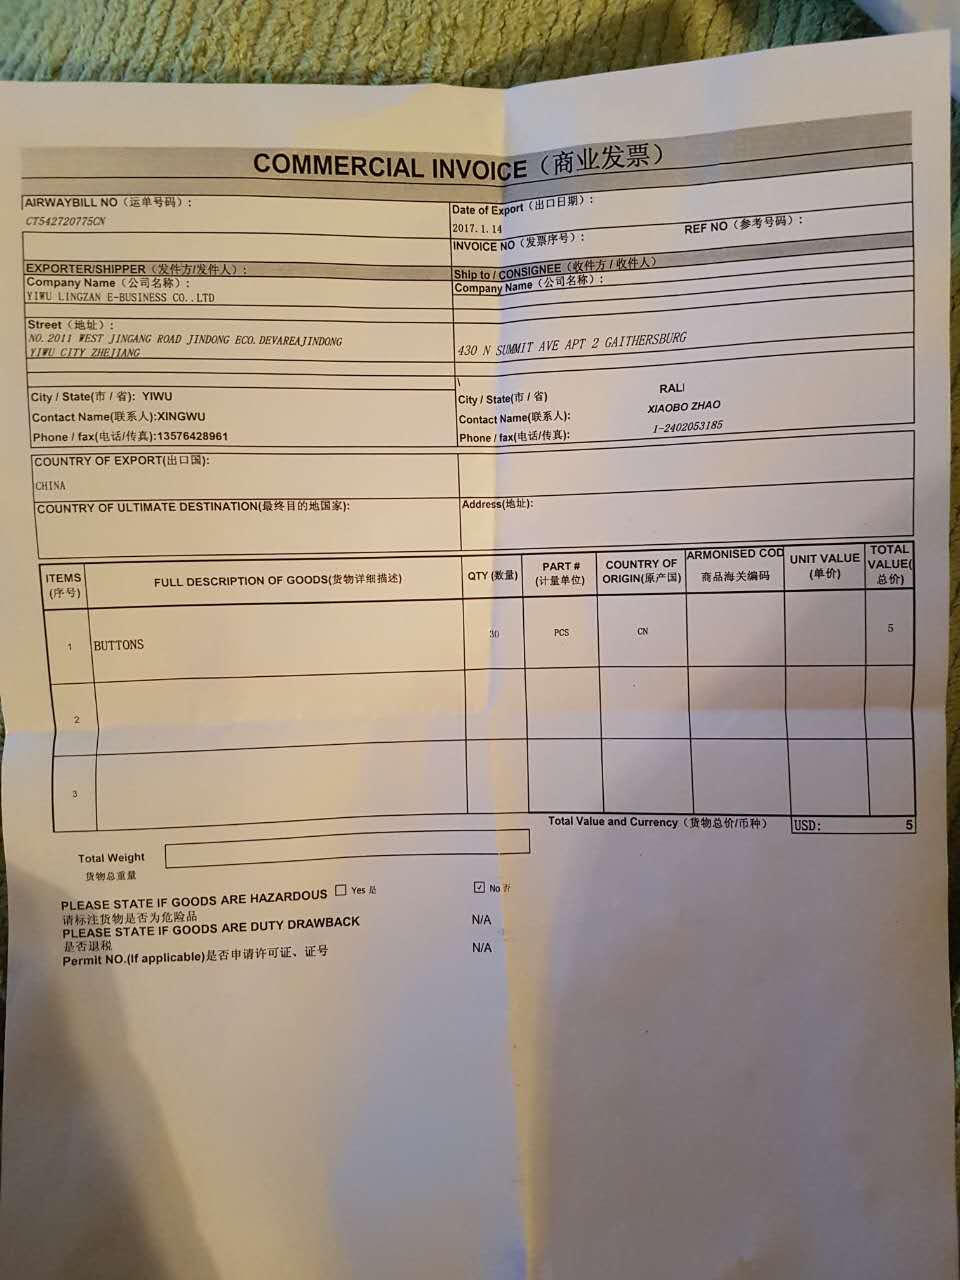 COMMERCIAL INVOICE（商业发票）
AIRWAYBILL NO（运单号码）:
CT542720775CN
Date of Export（出口日期）:
2017.1.14
INVOICE NO（发票序号）:
REF NO（参考号码）:
EXPORTER/SHIPPER（发件方/发件人）:
Ship to / CONSIGNEE（收件方 / 收件人）
Company Name（公司名称）:
YIWU LINGZAN E-BUSINESS CO..LTD
Company Name（公司名称）:
Street（地址）:
NO.2011 WEST JINGANG ROAD JINDONG ECO.DEVAREAJINDONG
YIWU CITY ZHEJIANG
430 N SUMMIT AVE APT 2 GAITHERSBURG
\
City / State(市 / 省): YIWU
Contact Name(联系人):XINGWU
Phone / fax(电话/传真):13576428961
City / State(市 / 省) RALI
Contact Name(联系人): XIAOBO ZHAO
Phone / fax(电话/传真): 1-2402053185
COUNTRY OF EXPORT(出口国):
CHINA
COUNTRY OF ULTIMATE DESTINATION(最终目的地国家):
Address(地址):
ITEMS (序号) FULL DESCRIPTION OF GOODS(货物详细描述) QTY (数量) PART # (计量单位) COUNTRY OF ORIGIN(原产国) ARMONISED COD 商品海关编码 UNIT VALUE (单价) TOTAL VALUE( 总价)
1 BUTTONS 30 PCS CN 5
2
3
Total Value and Currency（货物总价/币种） USD: 5
Total Weight
货物总重量
PLEASE STATE IF GOODS ARE HAZARDOUS Yes 是 No 否
请标注货物是否为危险品
PLEASE STATE IF GOODS ARE DUTY DRAWBACK N/A
是否退税
Permit NO.(If applicable)是否申请许可证、证号 N/A